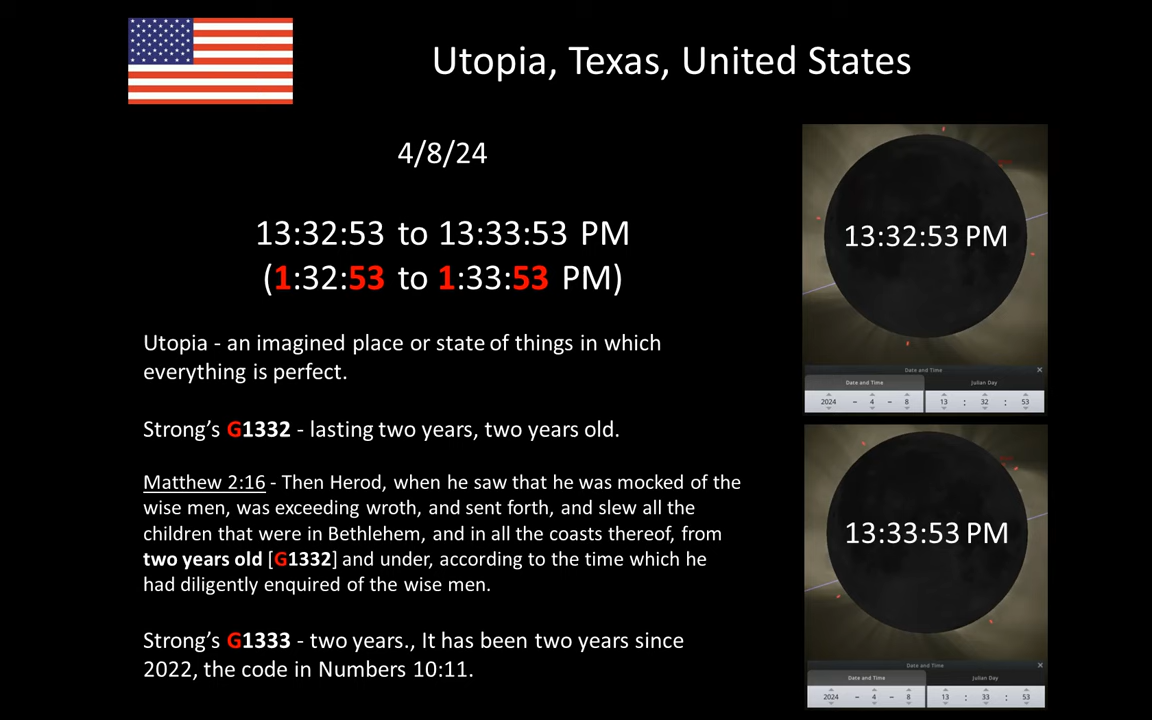 Utopia, Texas, United States
4/8/24
13:32:53 to 13:33:53 PM
(1:32:53 to 1:33:53 PM)
Utopia - an imagined place or state of things in which
everything is perfect.
Strong's G1332 - lasting two years, two years old.
Matthew 2:16 - Then Herod, when he saw that he was mocked of the
wise men, was exceeding wroth, and sent forth, and slew all the
children that were in Bethlehem, and in all the coasts thereof, from
two years old [G1332] and under, according to the time which he
had diligently enquired of the wise men.
Strong's G1333 - two years., It has been two years since
2022, the code in Numbers 10:11.
13:32:53 PM
Date and Time
Date and Time Julian Day
2024 - 4 - 8 13 : 32 : 53
13:33:53 PM
Date and Time
Date and Time Julian Day
2024 - 4 - 8 13 : 33 : 53